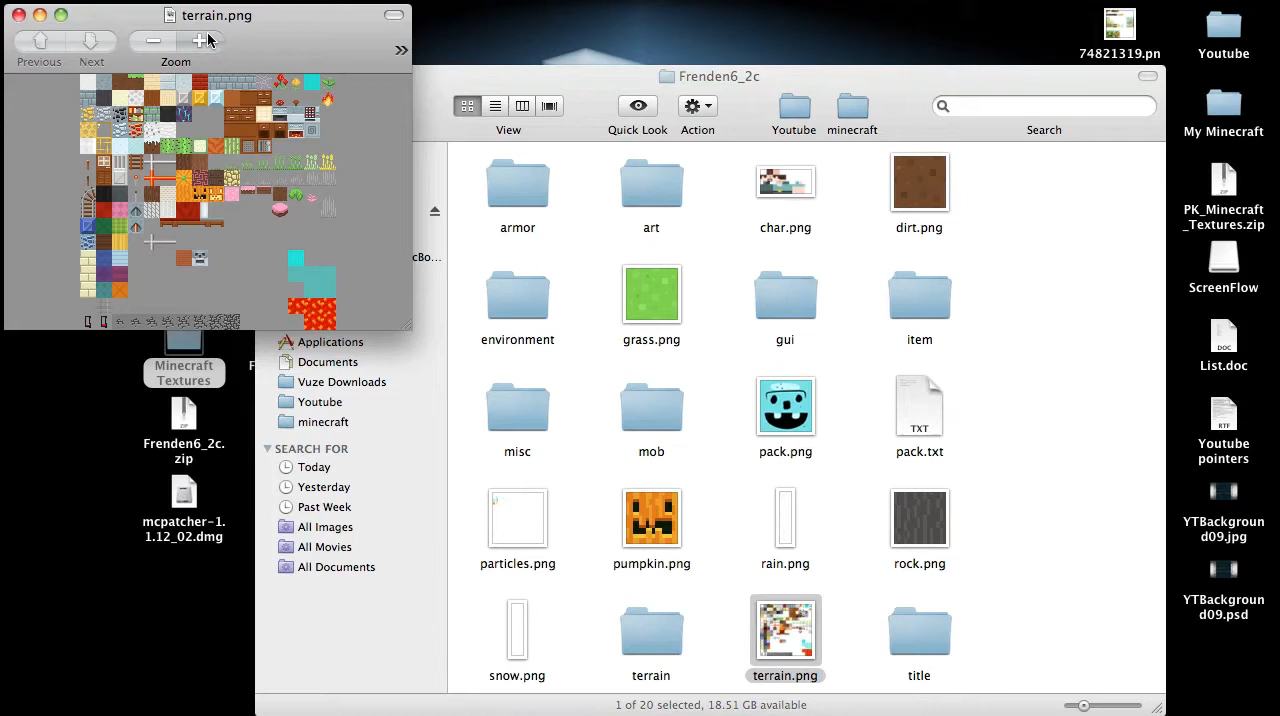 terrain.png
Previous
Next
Zoom
»
Frenden6_2c
View
Quick Look
Action
Youtube
minecraft
Search
cBo...
Applications
Documents
Vuze Downloads
Youtube
minecraft
SEARCH FOR
Today
Yesterday
Past Week
All Images
All Movies
All Documents
armor
art
char.png
dirt.png
environment
grass.png
gui
item
misc
mob
pack.png
TXT
pack.txt
particles.png
pumpkin.png
rain.png
rock.png
snow.png
terrain
terrain.png
title
1 of 20 selected, 18.51 GB available
Minecraft
Textures
F
ZIP
Frenden6_2c.
zip
mcpatcher-1.
1.12_02.dmg
74821319.pn
Youtube
My Minecraft
ZIP
PK_Minecraft
_Textures.zip
ScreenFlow
DOC
List.doc
RTF
Youtube
pointers
YTBackgroun
d09.jpg
YTBackgroun
d09.psd